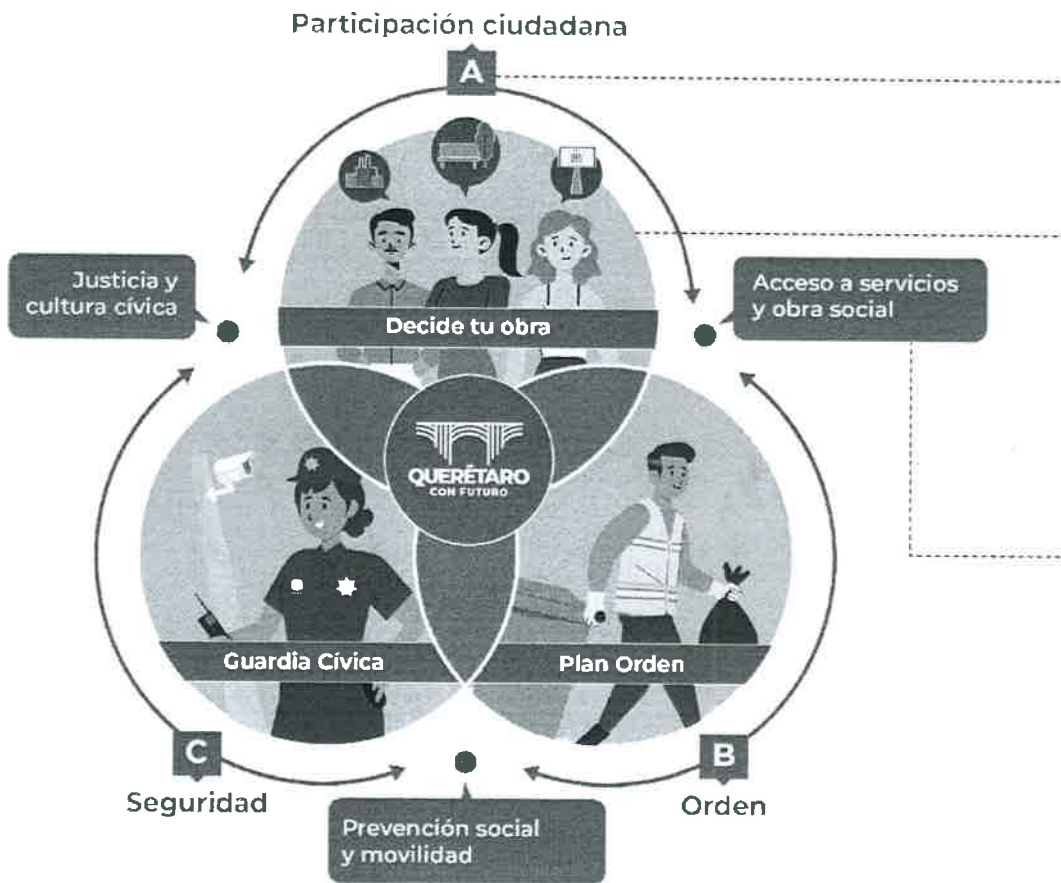 Participación ciudadana
A
Justicia y
cultura cívica
Acceso a servicios
y obra social
Decide tu obra
QUERÉTARO
CON FUTURO
Guardia Cívica
Plan Orden
C
B
Seguridad
Orden
Prevención social
y movilidad